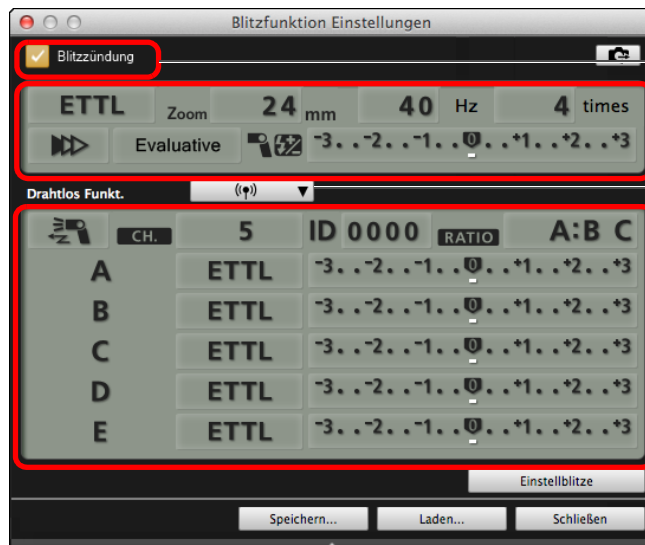 Blitzfunktion Einstellungen
Blitzzündung
ETTL Zoom 24 mm 40 Hz 4 times
Evaluative -3..-2..-1..0..+1..+2..+3
Drahtlos Funkt.
CH. 5 ID 0000 RATIO A:B C
A ETTL -3..-2..-1..0..+1..+2..+3
B ETTL -3..-2..-1..0..+1..+2..+3
C ETTL -3..-2..-1..0..+1..+2..+3
D ETTL -3..-2..-1..0..+1..+2..+3
E ETTL -3..-2..-1..0..+1..+2..+3
Einstellblitze
Speichern... Laden... Schließen